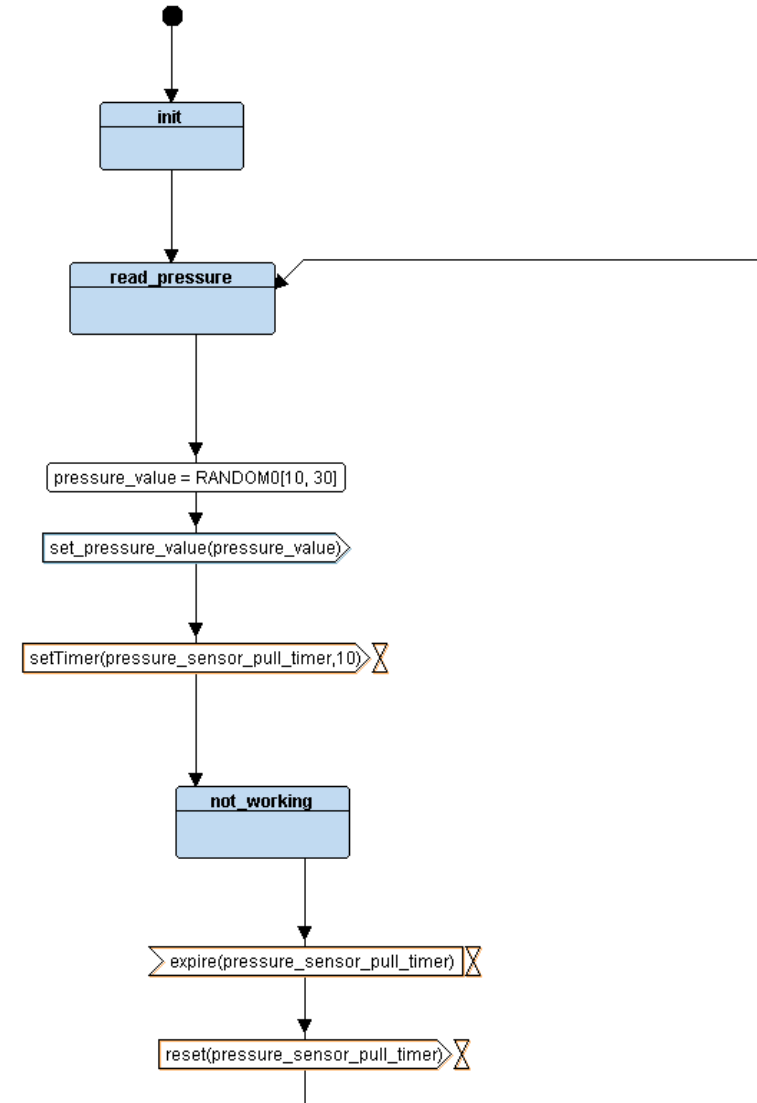 init
read_pressure
pressure_value = RANDOM0[10, 30]
set_pressure_value(pressure_value)
setTimer(pressure_sensor_pull_timer,10)
not_working
expire(pressure_sensor_pull_timer)
reset(pressure_sensor_pull_timer)